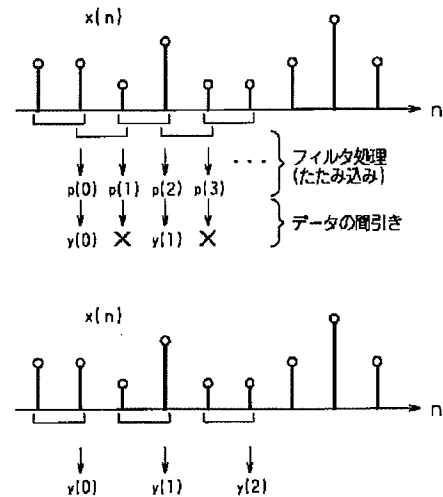 x(n)
n
p(0) p(1) p(2) p(3)
・・・
フィルタ処理
(たたみ込み)
y(0) × y(1) ×
データの間引き
x(n)
n
y(0) y(1) y(2)